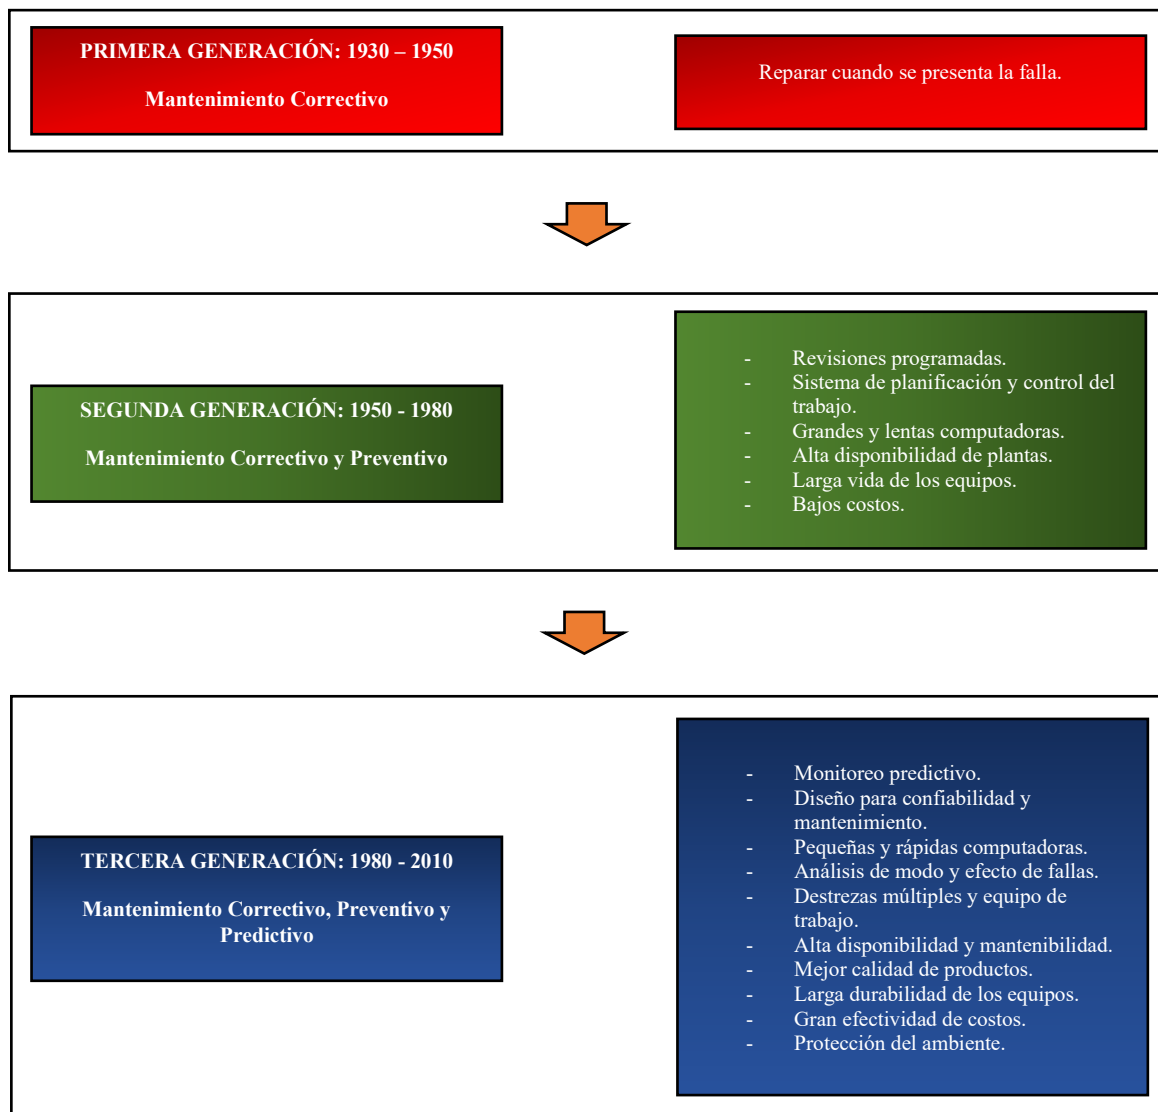 PRIMERA GENERACIÓN: 1930 – 1950
Mantenimiento Correctivo
Reparar cuando se presenta la falla.
SEGUNDA GENERACIÓN: 1950 - 1980
Mantenimiento Correctivo y Preventivo
- Revisiones programadas.
- Sistema de planificación y control del
trabajo.
- Grandes y lentas computadoras.
- Alta disponibilidad de plantas.
- Larga vida de los equipos.
- Bajos costos.
TERCERA GENERACIÓN: 1980 - 2010
Mantenimiento Correctivo, Preventivo y
Predictivo
- Monitoreo predictivo.
- Diseño para confiabilidad y
mantenimiento.
- Pequeñas y rápidas computadoras.
- Análisis de modo y efecto de fallas.
- Destrezas múltiples y equipo de
trabajo.
- Alta disponibilidad y mantenibilidad.
- Mejor calidad de productos.
- Larga durabilidad de los equipos.
- Gran efectividad de costos.
- Protección del ambiente.